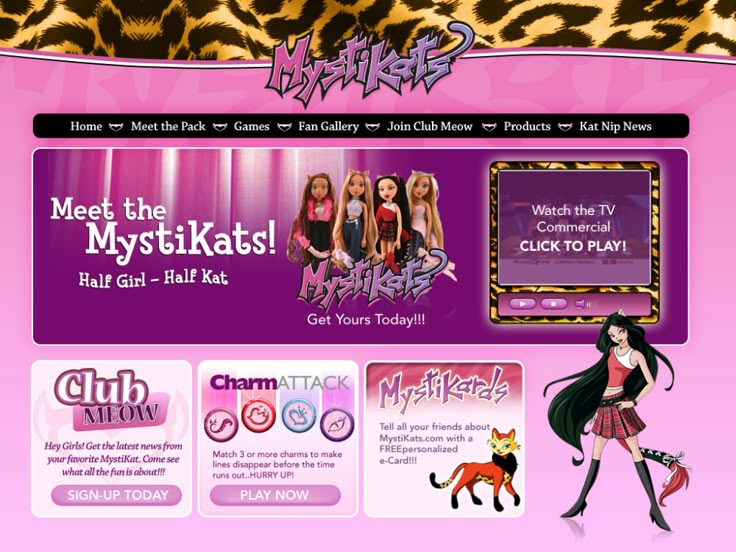 MystiKats
Home Meet the Pack Games Fan Gallery Join Club Meow Products Kat Nip News
Meet the
MystiKats!
Half Girl – Half Kat
MystiKats
Get Yours Today!!!
Watch the TV
Commercial
CLICK TO PLAY!
Club
MEOW
Hey Girls! Get the latest news from
your favorite MystiKat. Come see
what all the fun is about!!!
SIGN-UP TODAY
CharmATTACK
Match 3 or more charms to make
lines disappear before the time
runs out..HURRY UP!
PLAY NOW
MystiKards
Tell all your friends about
MystiKats.com with a
FREEpersonalized
e-Card!!!